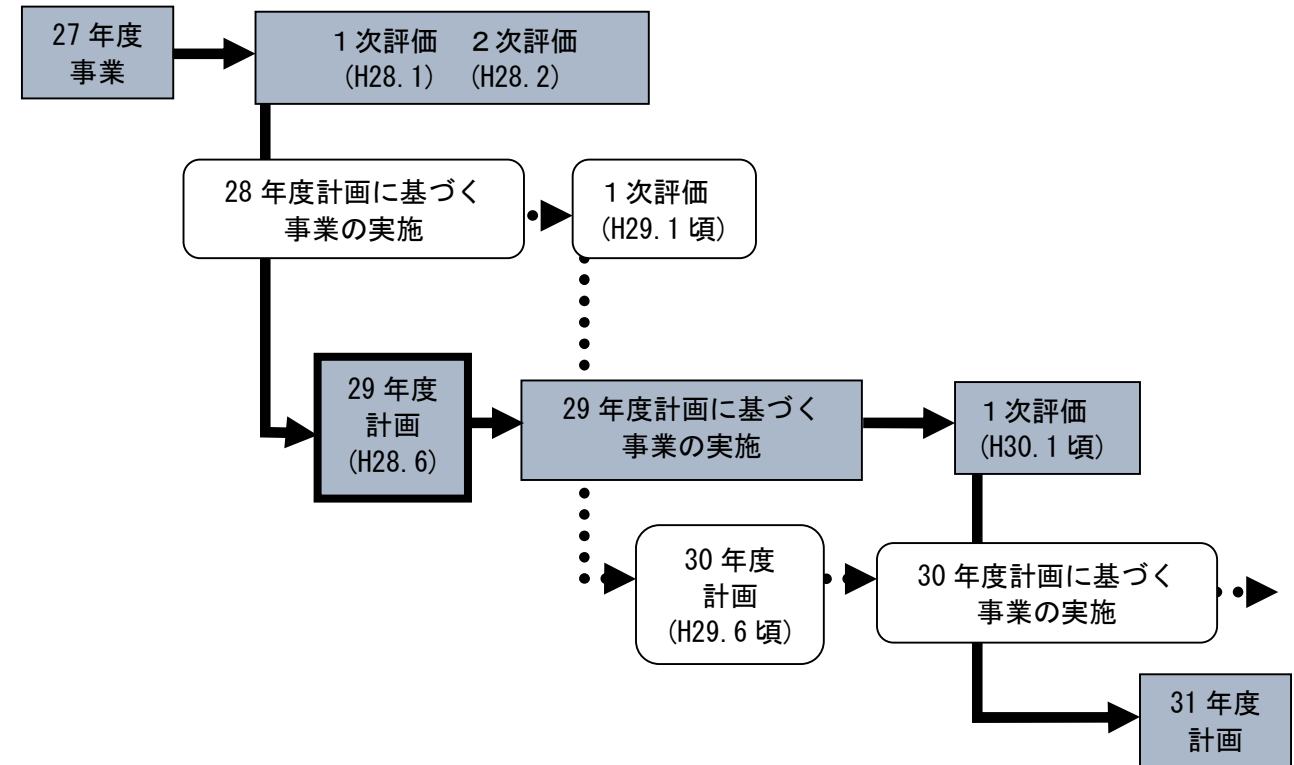 27 年度
事業
１次評価　２次評価
(H28.1)　(H28.2)
28 年度計画に基づく
事業の実施
１次評価
(H29.1 頃)
29 年度
計画
(H28.6)
29 年度計画に基づく
事業の実施
１次評価
(H30.1 頃)
30 年度
計画
(H29.6 頃)
30 年度計画に基づく
事業の実施
31 年度
計画